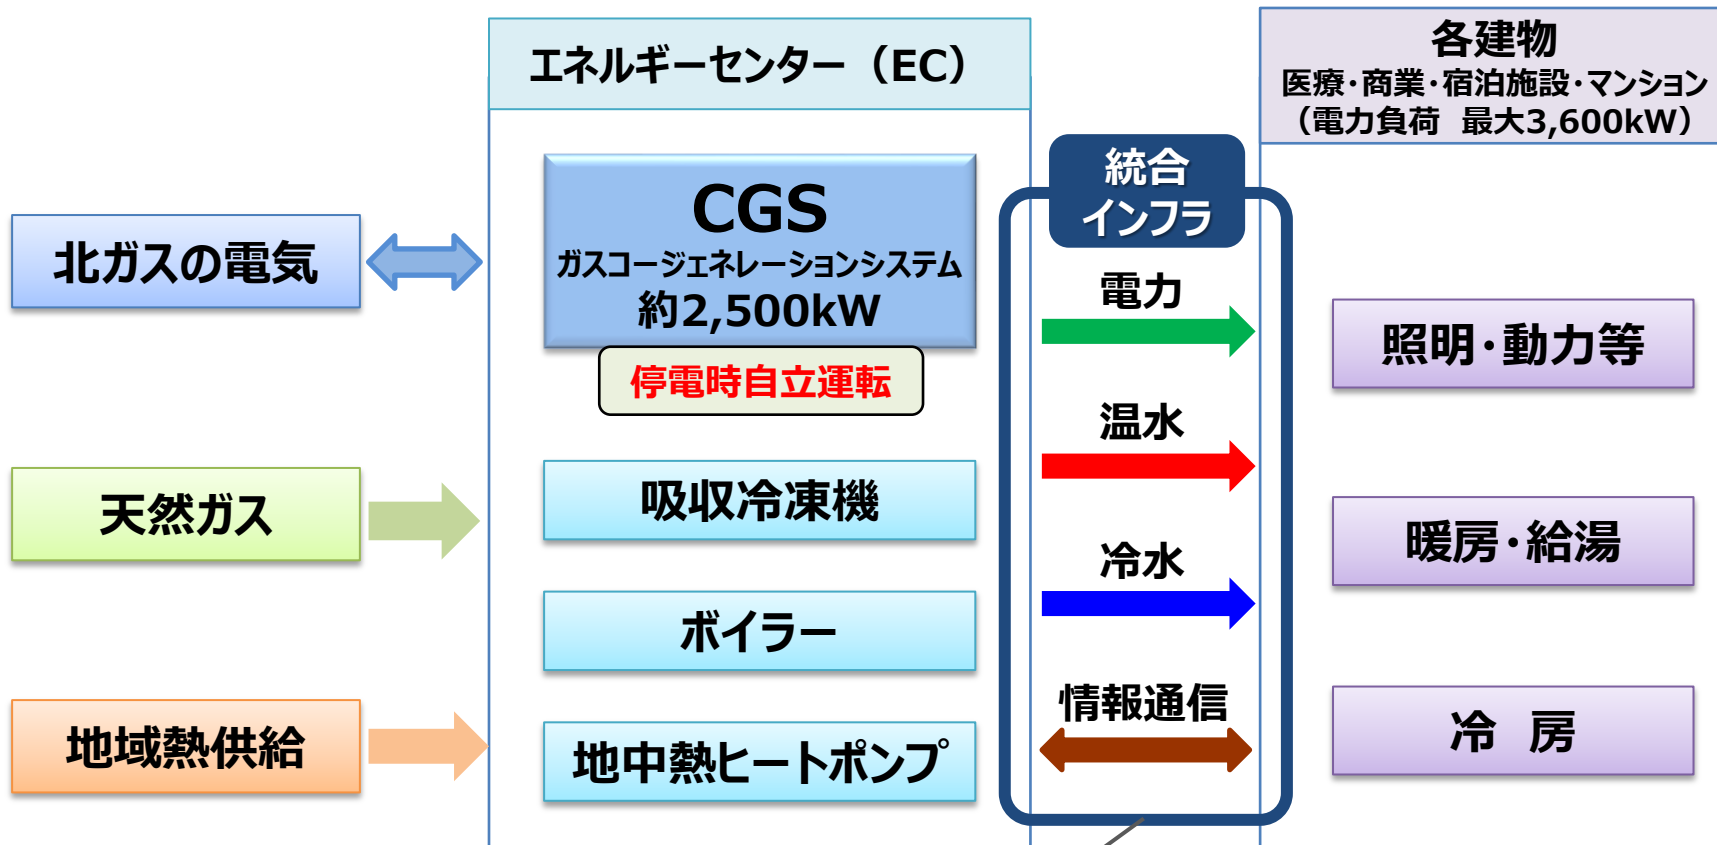 エネルギーセンター（EC）
各建物
医療・商業・宿泊施設・マンション
（電力負荷 最大3,600kW）
北ガスの電気
天然ガス
地域熱供給
CGS
ガスコージェネレーションシステム
約2,500kW
停電時自立運転
吸収冷凍機
ボイラー
地中熱ヒートポンプ
統合
インフラ
電力
温水
冷水
情報通信
照明・動力等
暖房・給湯
冷 房